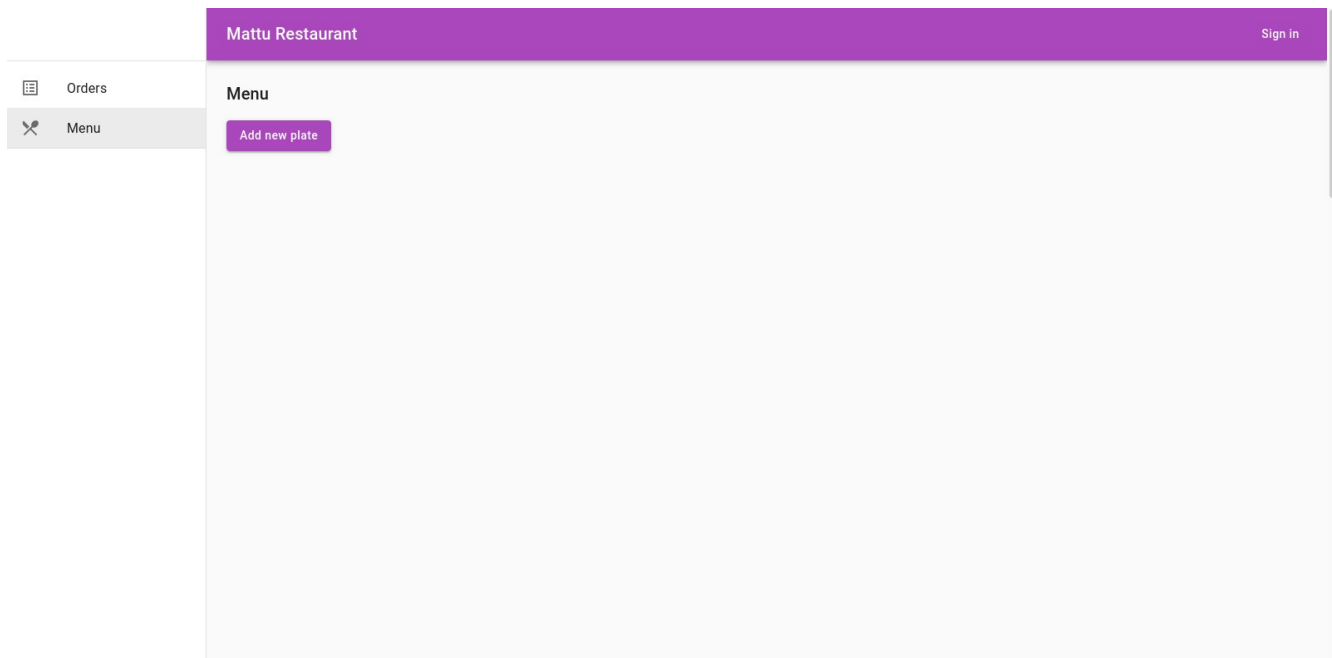 Mattu Restaurant
Sign in
Orders
Menu
Menu
Add new plate